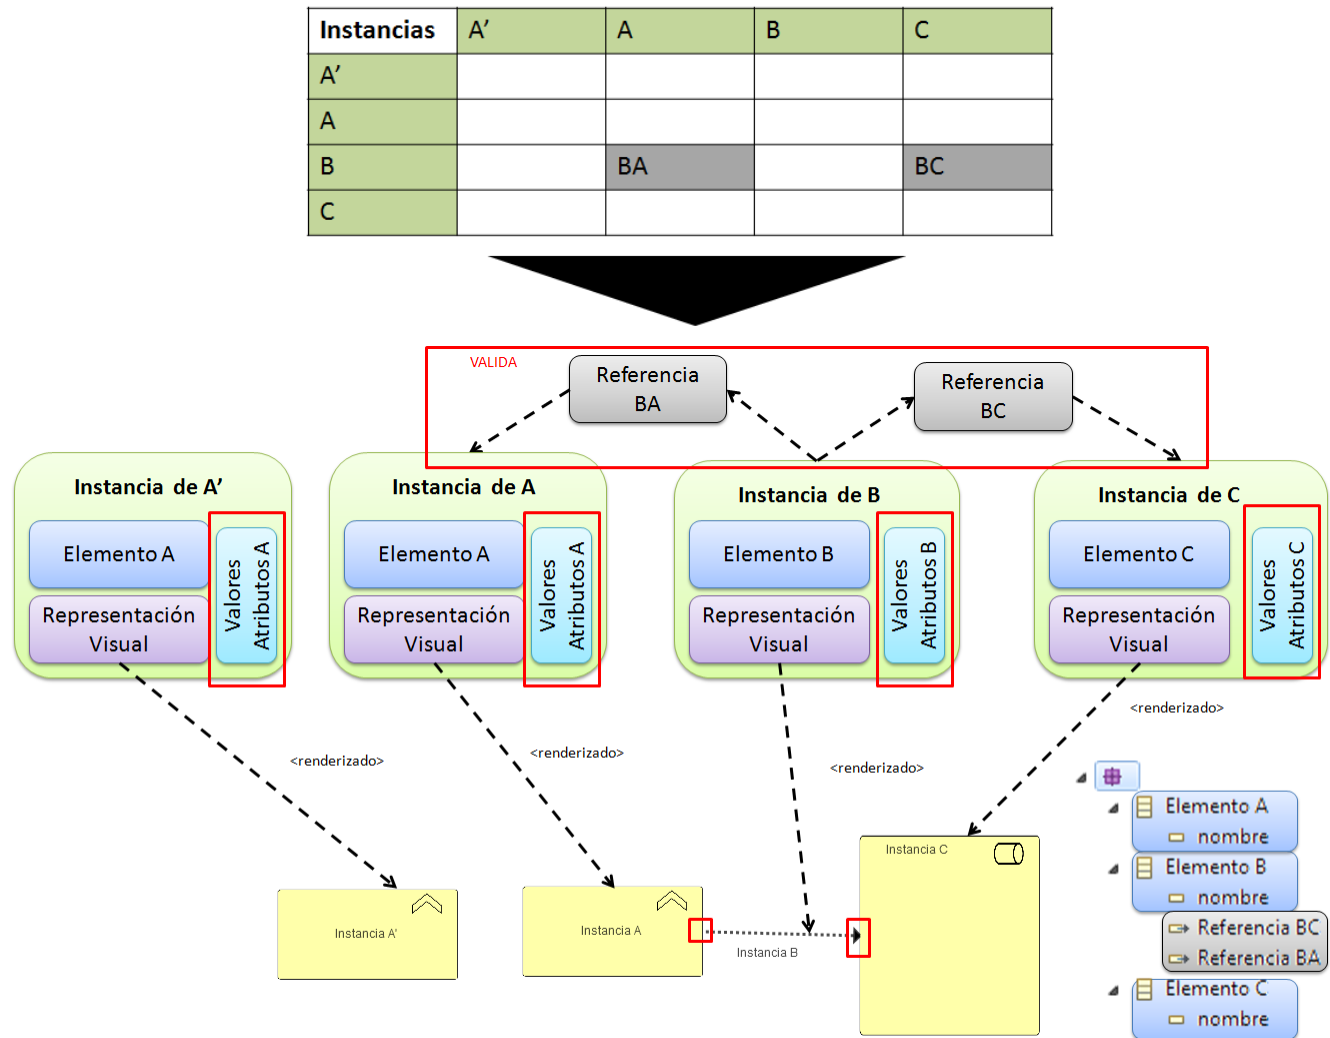 Instancias A’ A B C
A’
A
B BA BC
C
VALIDA
Referencia
BA
Referencia
BC
Instancia de A’
Elemento A
Representación
Visual
Valores
Atributos A
Instancia de A
Elemento A
Representación
Visual
Valores
Atributos A
Instancia de B
Elemento B
Representación
Visual
Valores
Atributos B
Instancia de C
Elemento C
Representación
Visual
Valores
Atributos C
<renderizado>
<renderizado>
<renderizado>
<renderizado>
Instancia A'
Instancia A
Instancia B
Instancia C
Elemento A
nombre
Elemento B
nombre
Referencia BC
Referencia BA
Elemento C
nombre